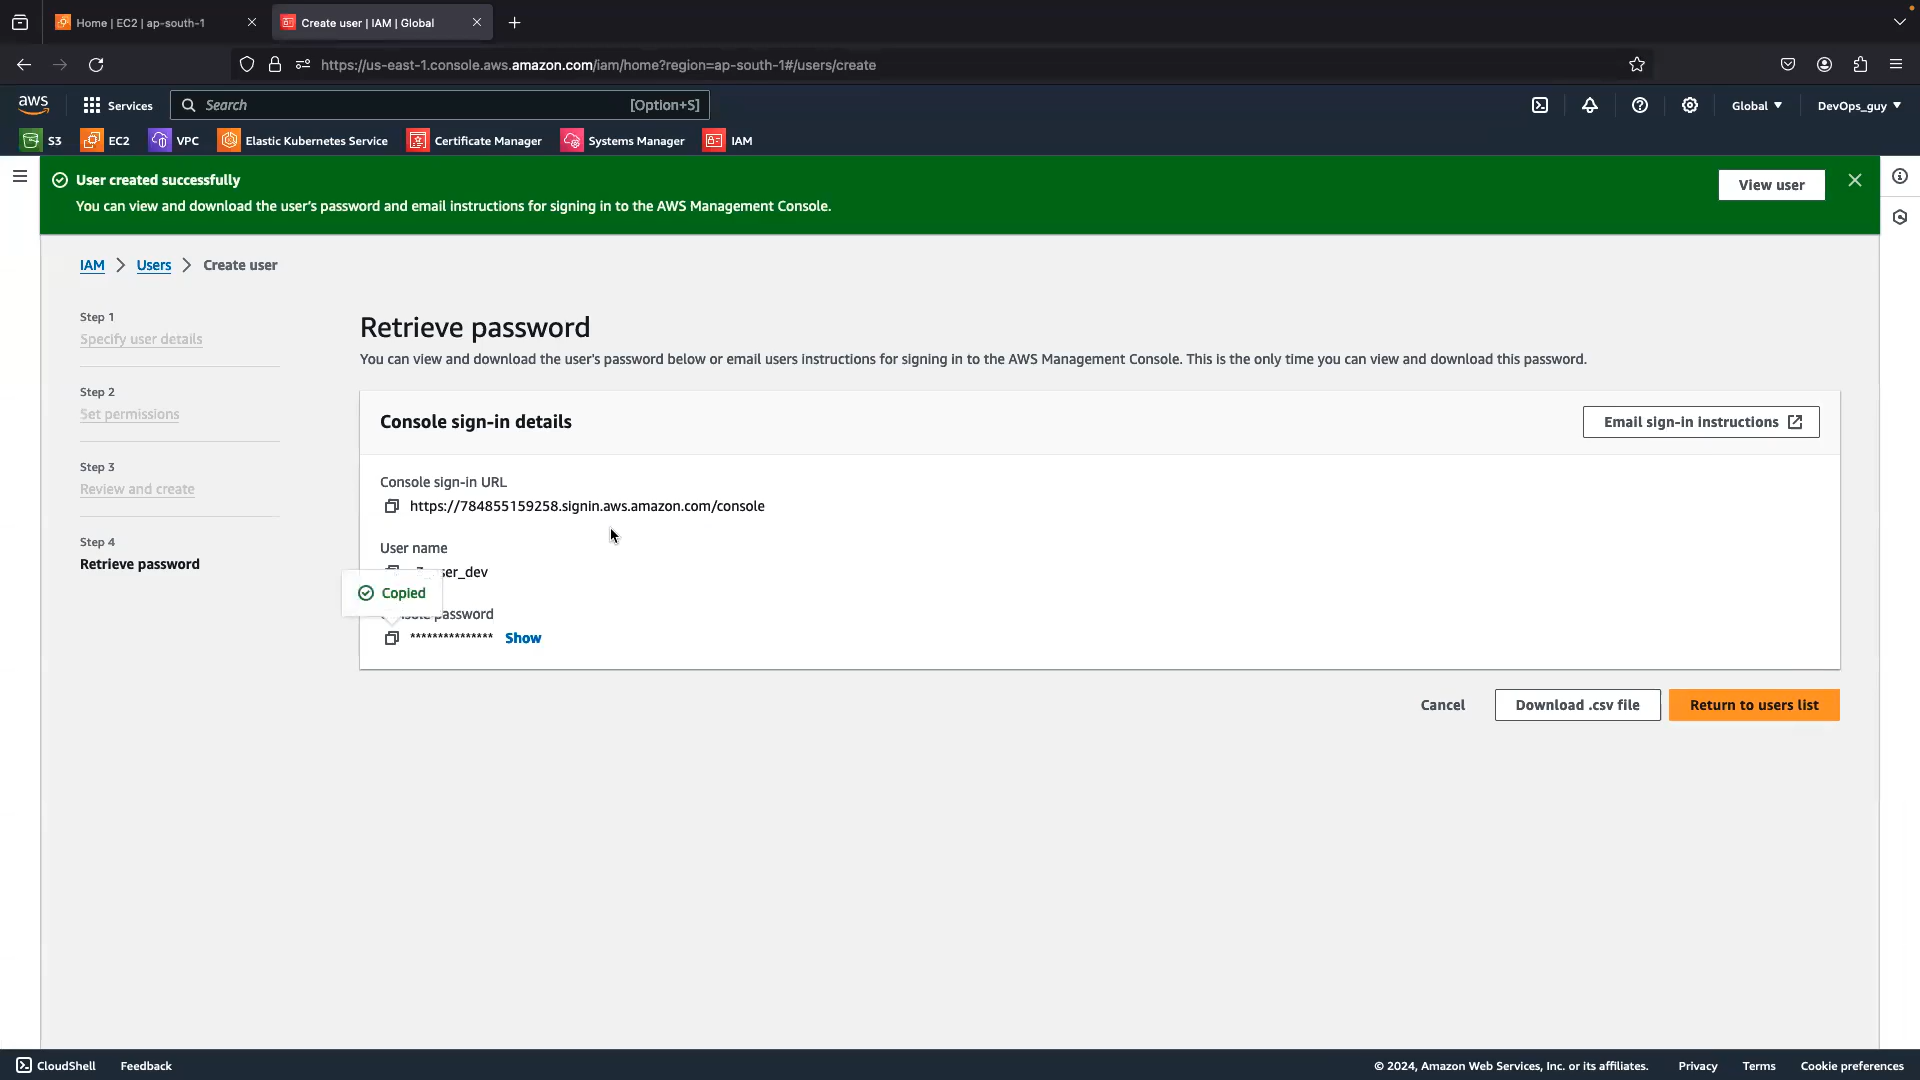 Home | EC2 | ap-south-1
Create user | IAM | Global
https://us-east-1.console.aws.amazon.com/iam/home?region=ap-south-1#/users/create
aws
Services
Search
[Option+S]
Global
DevOps_guy
S3
EC2
VPC
Elastic Kubernetes Service
Certificate Manager
Systems Manager
IAM
User created successfully
You can view and download the user's password and email instructions for signing in to the AWS Management Console.
View user
IAM
Users
Create user
Step 1
Specify user details
Step 2
Set permissions
Step 3
Review and create
Step 4
Retrieve password
Retrieve password
You can view and download the user's password below or email users instructions for signing in to the AWS Management Console. This is the only time you can view and download this password.
Console sign-in details
Email sign-in instructions
Console sign-in URL
https://784855159258.signin.aws.amazon.com/console
User name
ser_dev
Copied
password
*************** Show
Cancel
Download .csv file
Return to users list
CloudShell
Feedback
© 2024, Amazon Web Services, Inc. or its affiliates.
Privacy
Terms
Cookie preferences